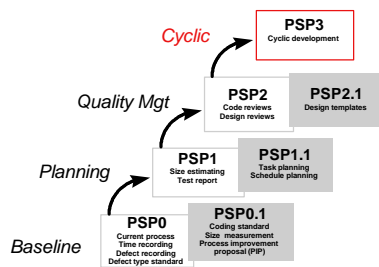 PSP3
Cyclic development
Cyclic
PSP2
Code reviews
Design reviews
PSP2.1
Design templates
Quality Mgt
PSP1
Size estimating
Test report
PSP1.1
Task planning
Schedule planning
Planning
PSP0
Current process
Time recording
Defect recording
Defect type standard
PSP0.1
Coding standard
Size measurement
Process improvement
proposal (PIP)
Baseline